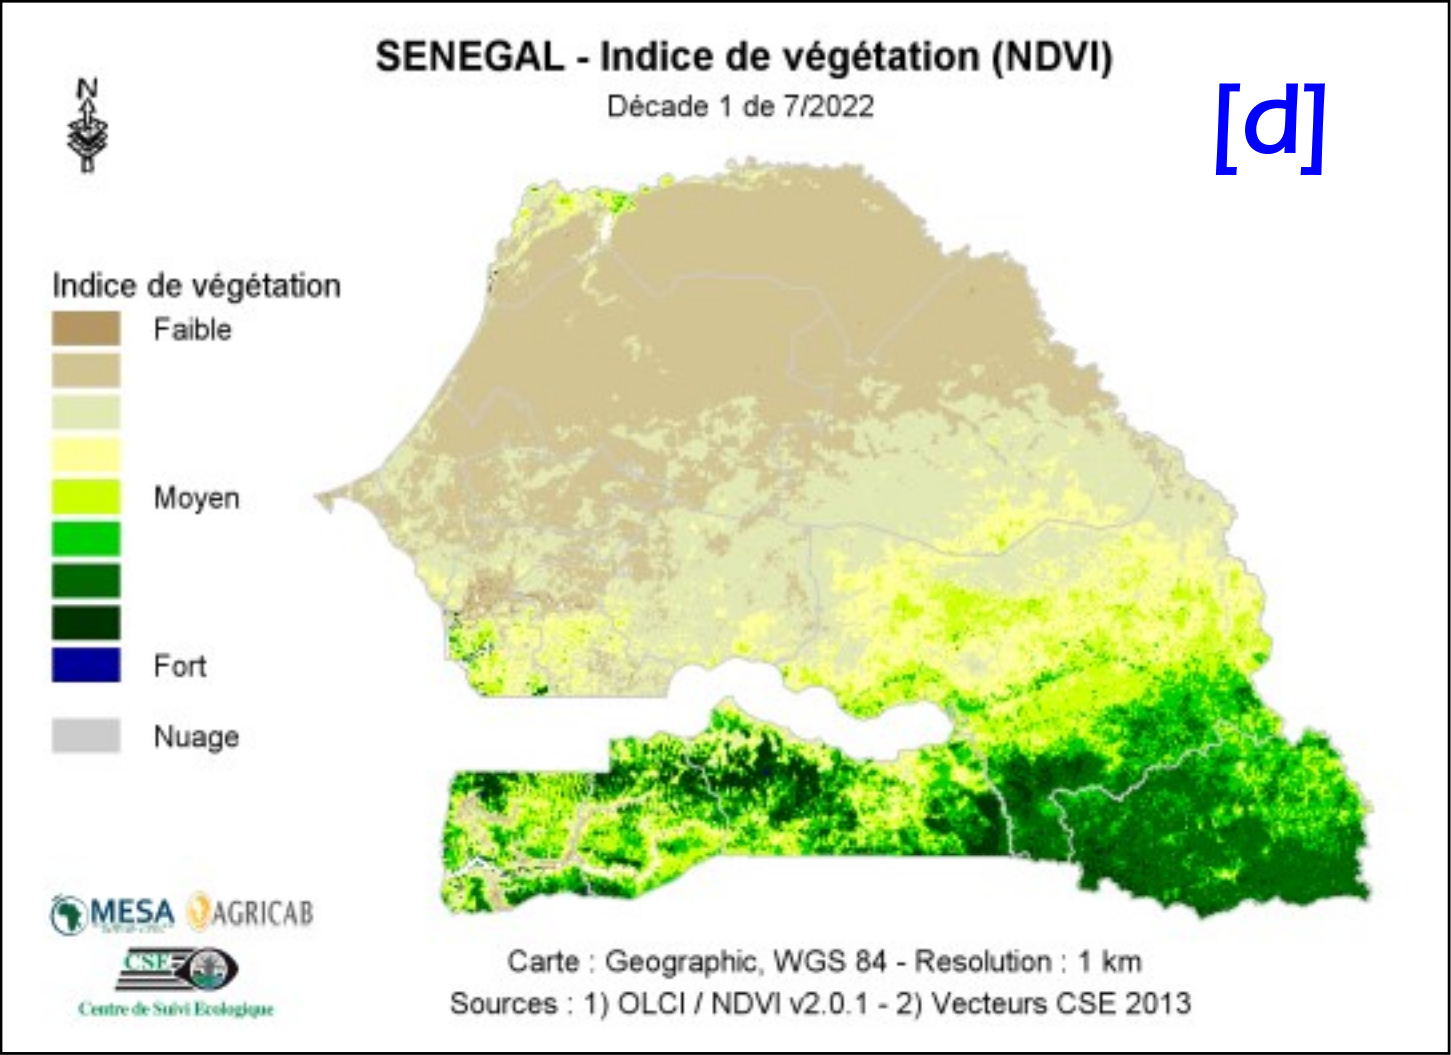 SENEGAL - Indice de végétation (NDVI)
Décade 1 de 7/2022
[d]
N
Indice de végétation
Faible
Moyen
Fort
Nuage
MESA
AGRICAB
CSE
Centre de Suivi Ecologique
Carte : Geographic, WGS 84 - Resolution : 1 km
Sources : 1) OLCI / NDVI v2.0.1 - 2) Vecteurs CSE 2013